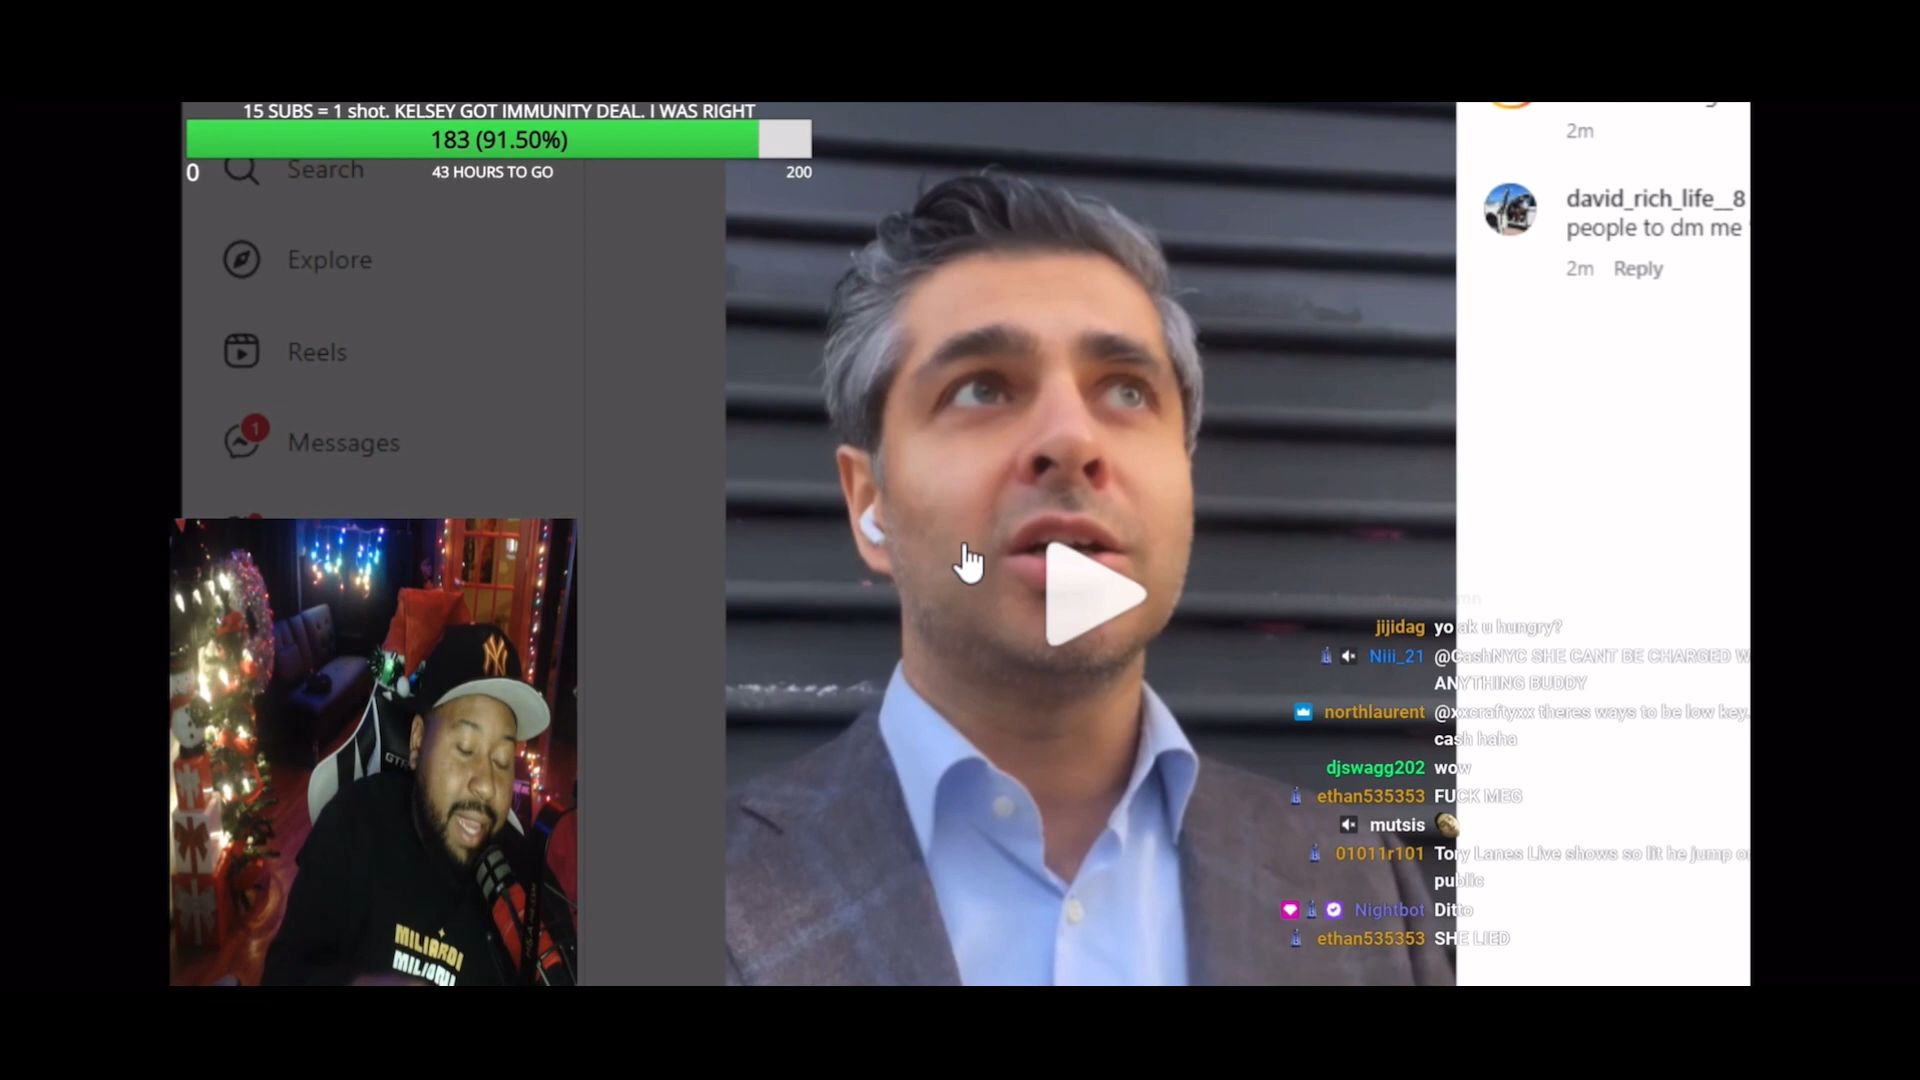 15 SUBS = 1 shot. KELSEY GOT IMMUNITY DEAL. I WAS RIGHT
183 (91.50%)
0
43 HOURS TO GO
200
Search
Explore
Reels
1
Messages
2m
david_rich_life__8
people to dm me
2m Reply
jijidag yo ak u hungry?
Niii_21 @CashNYC SHE CANT BE CHARGED W
ANYTHING BUDDY
northlaurent @xxcraftyxx theres ways to be low key.
cash haha
djswagg202 wow
ethan535353 FUCK MEG
mutsis
01011r101 Tory Lanes Live shows so lit he jump o
public
Nightbot Ditto
ethan535353 SHE LIED
MILIARDI
MILIONI